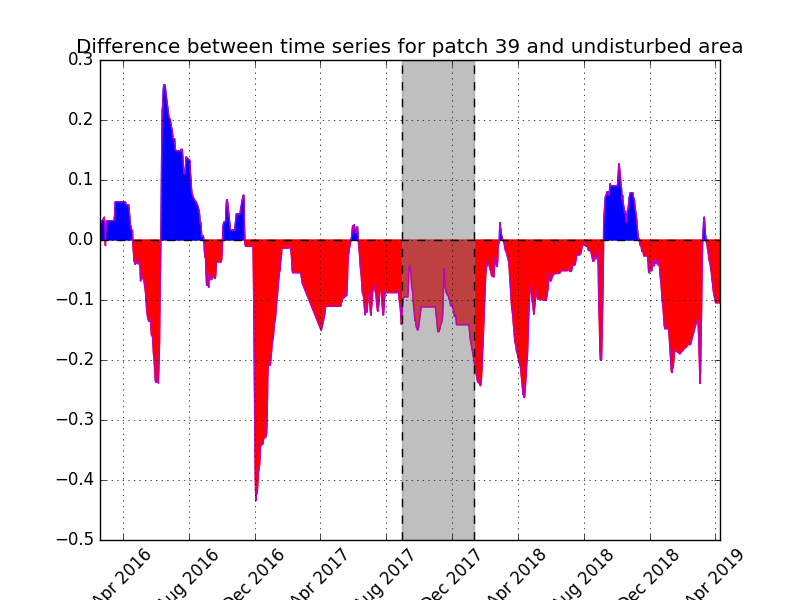 Difference between time series for patch 39 and undisturbed area
0.3
0.2
0.1
0.0
−0.1
−0.2
−0.3
−0.4
−0.5
Apr 2016
Aug 2016
Dec 2016
Apr 2017
Aug 2017
Dec 2017
Apr 2018
Aug 2018
Dec 2018
Apr 2019